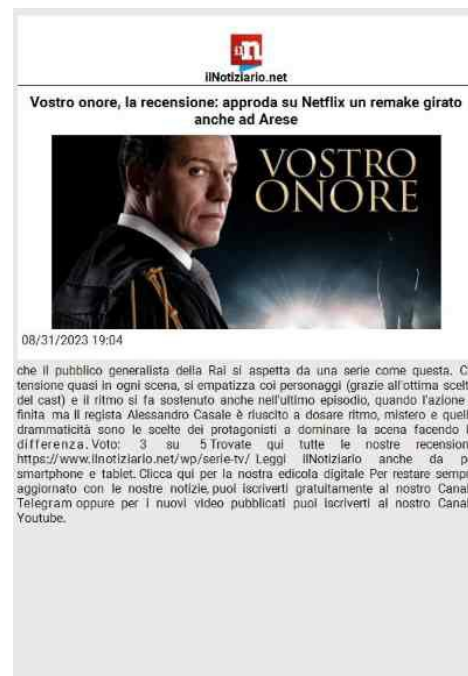 n
ilNotiziario.net
Vostro onore, la recensione: approda su Netflix un remake girato
anche ad Arese
VOSTRO
ONORE
08/31/2023 19:04
che il pubblico generalista della Rai si aspetta da una serie come questa. C
tensione quasi in ogni scena, si empatizza coi personaggi (grazie all'ottima scelt
del cast) e il ritmo si fa sostenuto anche nell'ultimo episodio, quando l'azione
finita ma il regista Alessandro Casale è riuscito a dosare ritmo, mistero e quell
drammaticità sono le scelte dei protagonisti a dominare la scena facendo l
differenza. Voto: 3 su 5 Trovate qui tutte le nostre recension
https://www.ilnotiziario.net/wp/serie-tv/ Leggi ilNotiziario anche da p
smartphone e tablet. Clicca qui per la nostra edicola digitale Per restare sempr
aggiornato con le nostre notizie, puoi iscriverti gratuitamente al nostro Canal
Telegram oppure per i nuovi video pubblicati puoi iscriverti al nostro Canal
Youtube.